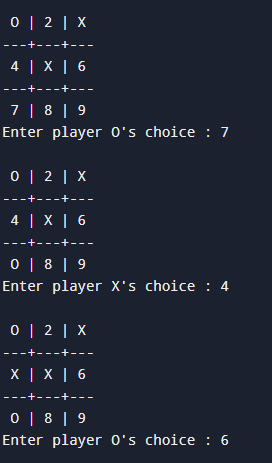 O | 2 | X
---+---+---
4 | X | 6
---+---+---
7 | 8 | 9
Enter player O's choice : 7
O | 2 | X
---+---+---
4 | X | 6
---+---+---
O | 8 | 9
Enter player X's choice : 4
O | 2 | X
---+---+---
X | X | 6
---+---+---
O | 8 | 9
Enter player O's choice : 6